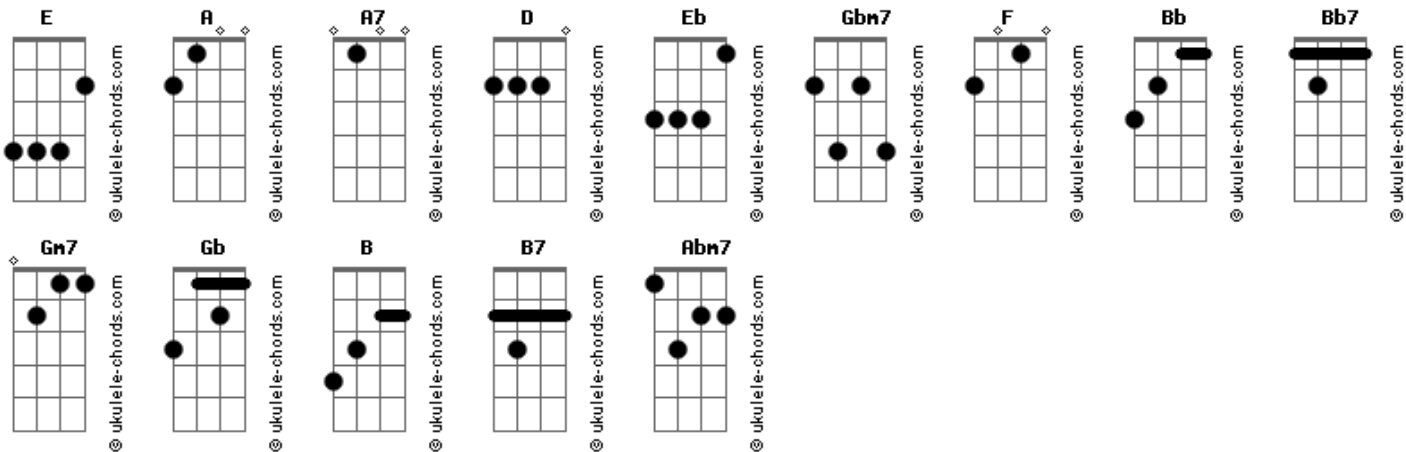 E A A7 D Eb Gbm7 F Bb Bb7
© ukulele-chords.com © ukulele-chords.com © ukulele-chords.com © ukulele-chords.com © ukulele-chords.com © ukulele-chords.com © ukulele-chords.com © ukulele-chords.com © ukulele-chords.com
Gm7 Gb B B7 Abm7
© ukulele-chords.com © ukulele-chords.com © ukulele-chords.com © ukulele-chords.com © ukulele-chords.com